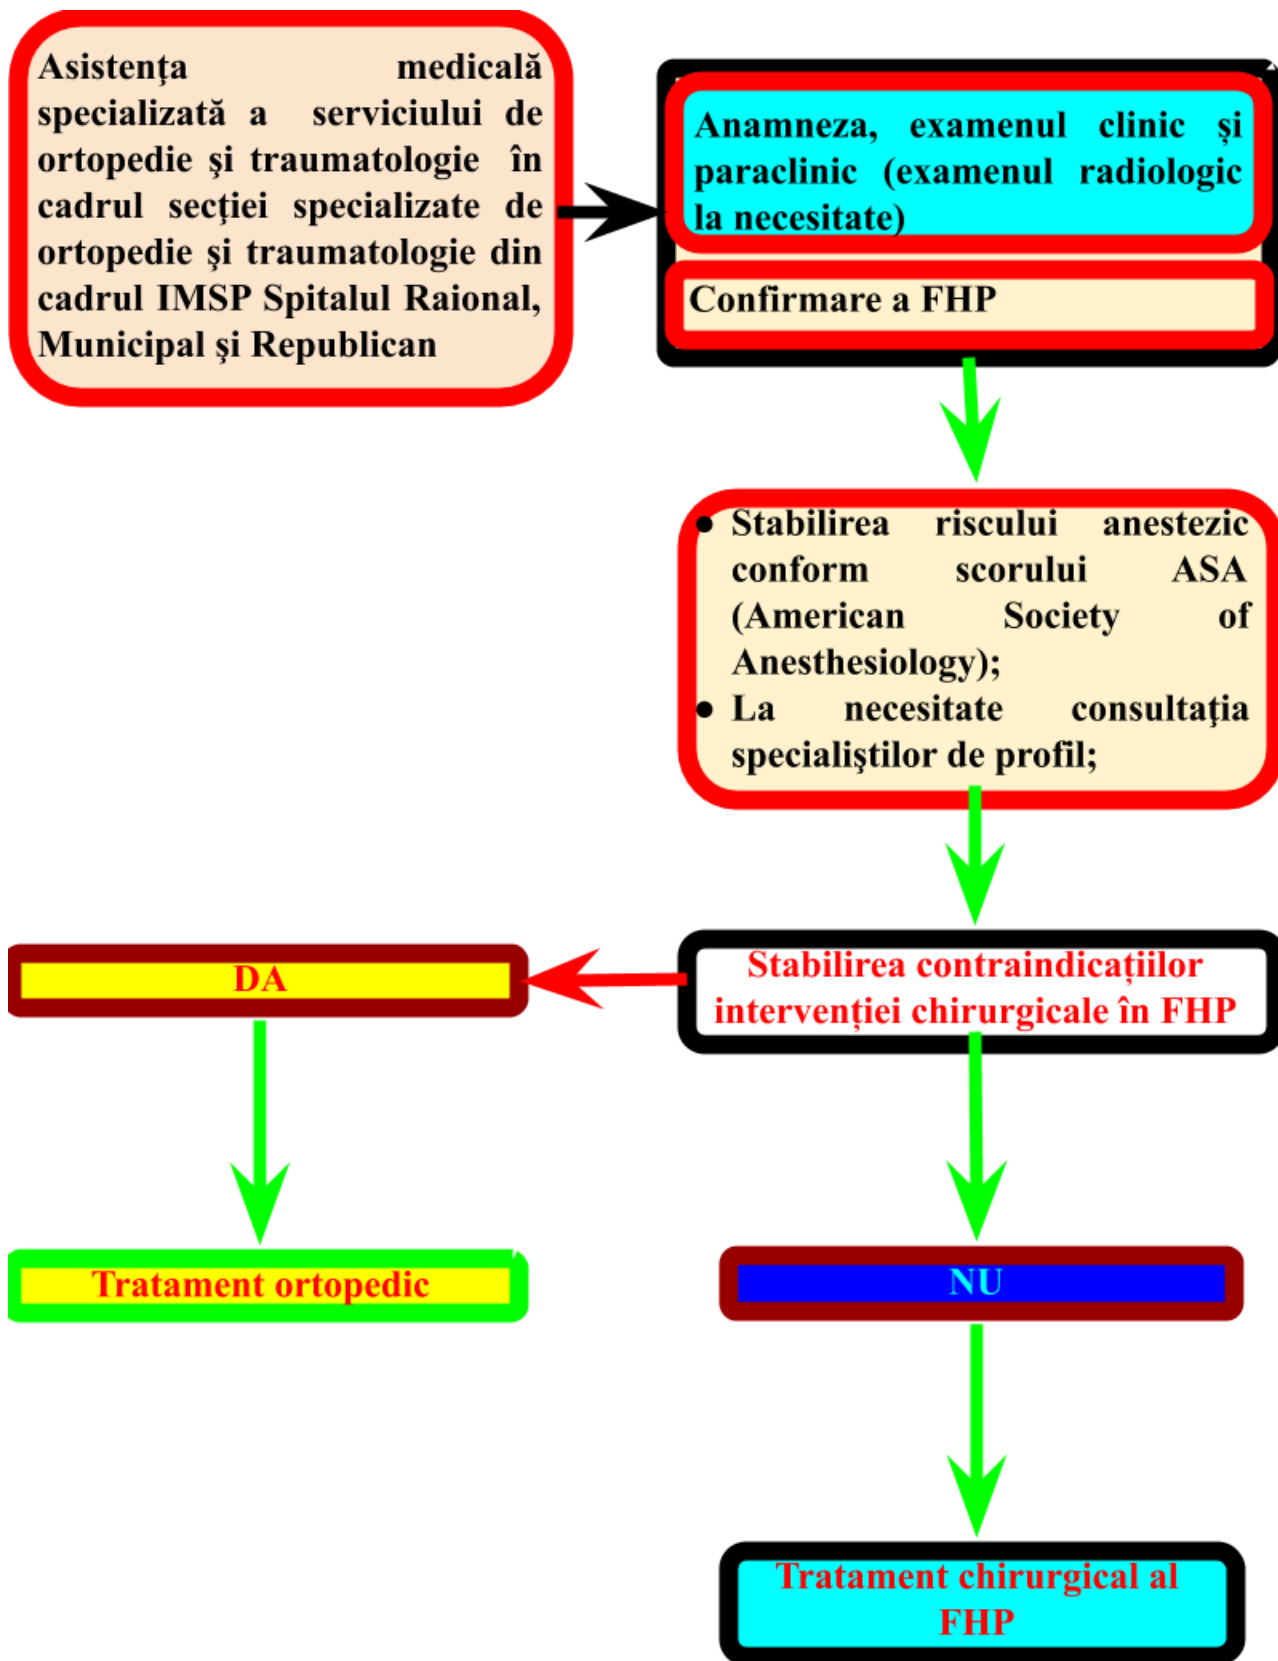 Asistenţa medicală
specializată a serviciului de
ortopedie şi traumatologie în
cadrul secţiei specializate de
ortopedie şi traumatologie din
cadrul IMSP Spitalul Raional,
Municipal şi Republican
Anamneza, examenul clinic și
paraclinic (examenul radiologic
la necesitate)
Confirmare a FHP
● Stabilirea riscului anestezic
conform scorului ASA
(American Society of
Anesthesiology);
● La necesitate consultaţia
specialiştilor de profil;
Stabilirea contraindicațiilor
intervenției chirurgicale în FHP
DA
Tratament ortopedic
NU
Tratament chirurgical al
FHP